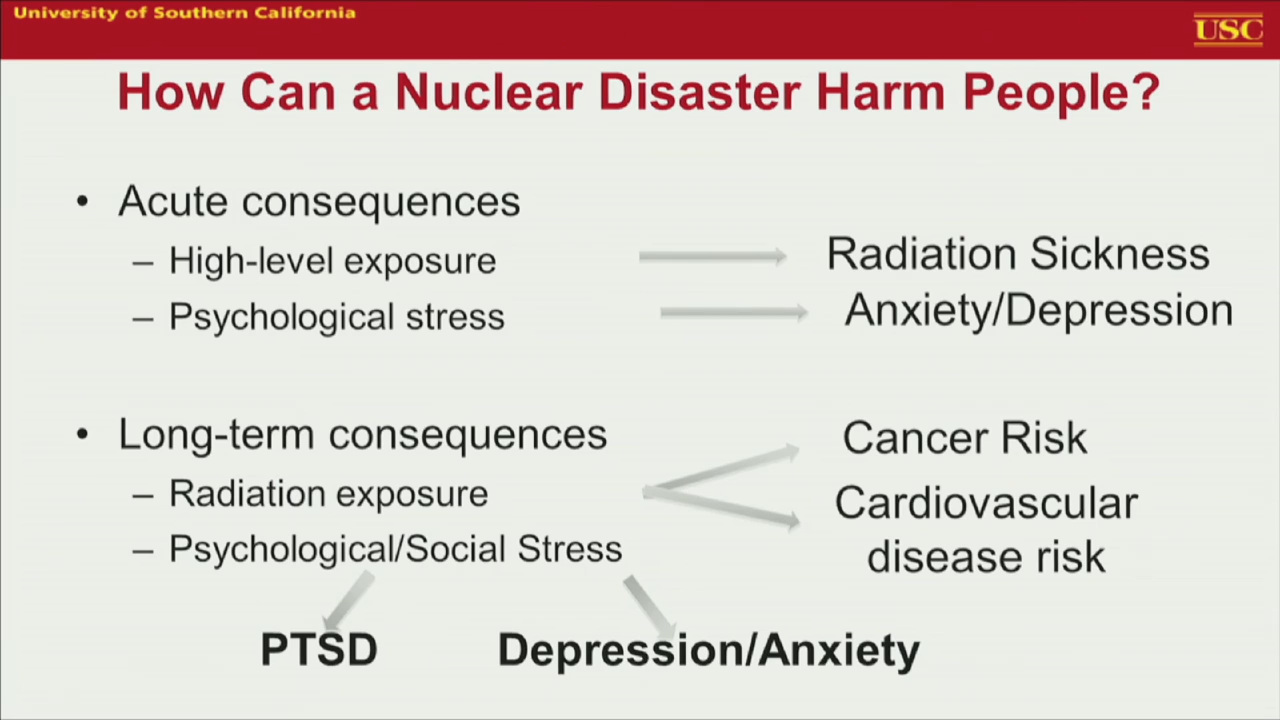 University of Southern California
USC
How Can a Nuclear Disaster Harm People?
• Acute consequences
– High-level exposure
Radiation Sickness
– Psychological stress
Anxiety/Depression
• Long-term consequences
Cancer Risk
– Radiation exposure
Cardiovascular
disease risk
– Psychological/Social Stress
PTSD
Depression/Anxiety